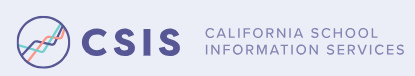 CSIS
CALIFORNIA SCHOOL
INFORMATION SERVICES